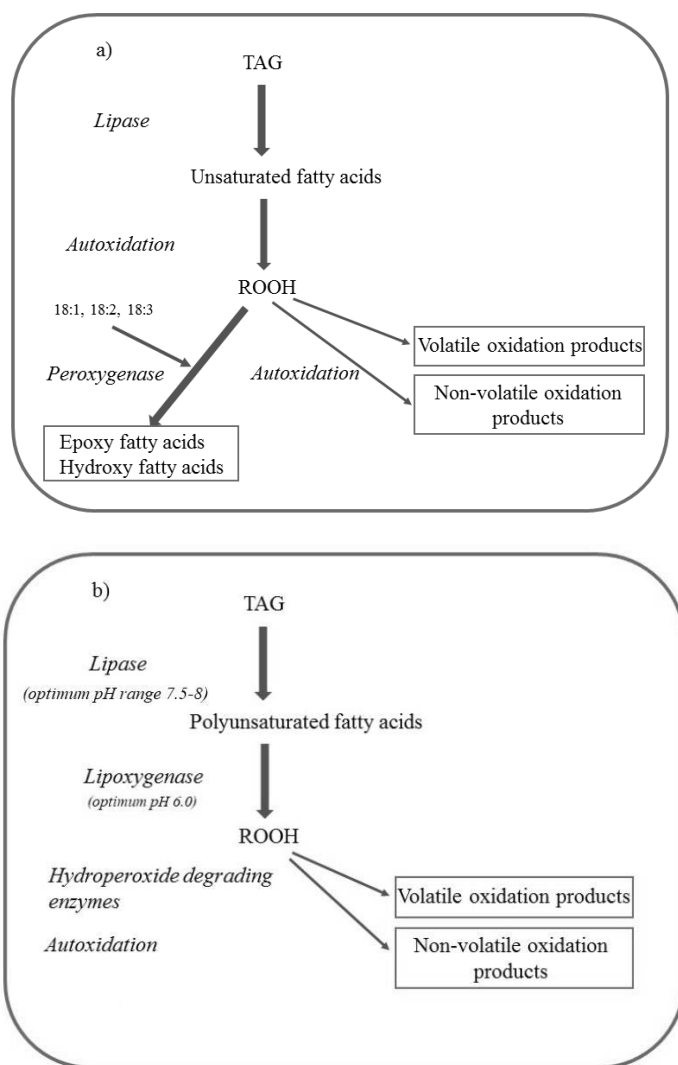 a)
TAG
Lipase
Unsaturated fatty acids
Autoxidation
ROOH
18:1, 18:2, 18:3
Volatile oxidation products
Peroxygenase
Autoxidation
Non-volatile oxidation
products
Epoxy fatty acids
Hydroxy fatty acids
b)
TAG
Lipase
(optimum pH range 7.5-8)
Polyunsaturated fatty acids
Lipoxygenase
(optimum pH 6.0)
ROOH
Hydroperoxide degrading
enzymes
Volatile oxidation products
Autoxidation
Non-volatile oxidation
products